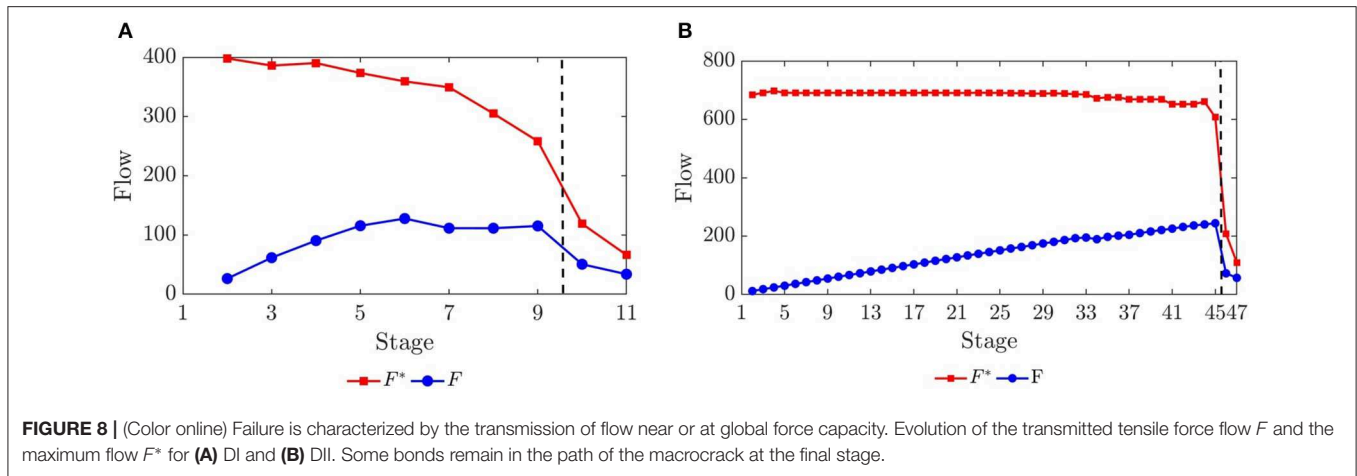 A
400
300
200
100
0
Flow
1 3 5 7 9 11
Stage
F* F
B
800
600
400
200
0
Flow
1 5 9 13 17 21 25 29 33 37 41 45 47
Stage
F* F
FIGURE 8 | (Color online) Failure is characterized by the transmission of flow near or at global force capacity. Evolution of the transmitted tensile force flow F and the
maximum flow F* for (A) DI and (B) DII. Some bonds remain in the path of the macrocrack at the final stage.